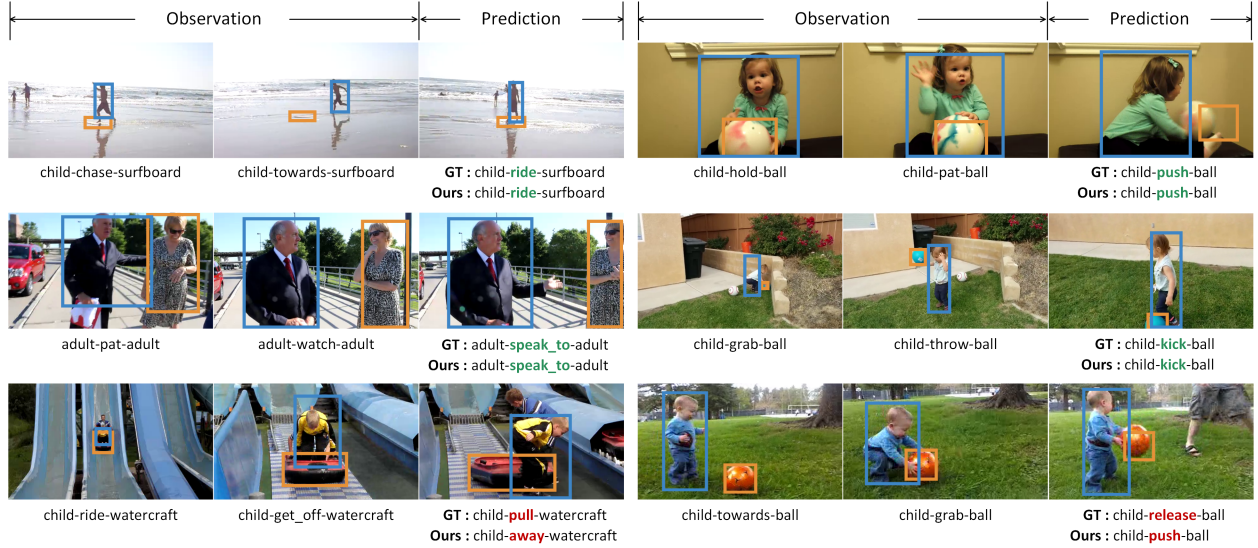 Observation Prediction Observation Prediction
child-chase-surfboard child-towards-surfboard GT : child-ride-surfboard
Ours : child-ride-surfboard
child-hold-ball child-pat-ball GT : child-push-ball
Ours : child-push-ball
adult-pat-adult adult-watch-adult GT : adult-speak_to-adult
Ours : adult-speak_to-adult
child-grab-ball child-throw-ball GT : child-kick-ball
Ours : child-kick-ball
child-ride-watercraft child-get_off-watercraft GT : child-pull-watercraft
Ours : child-away-watercraft
child-towards-ball child-grab-ball GT : child-release-ball
Ours : child-push-ball